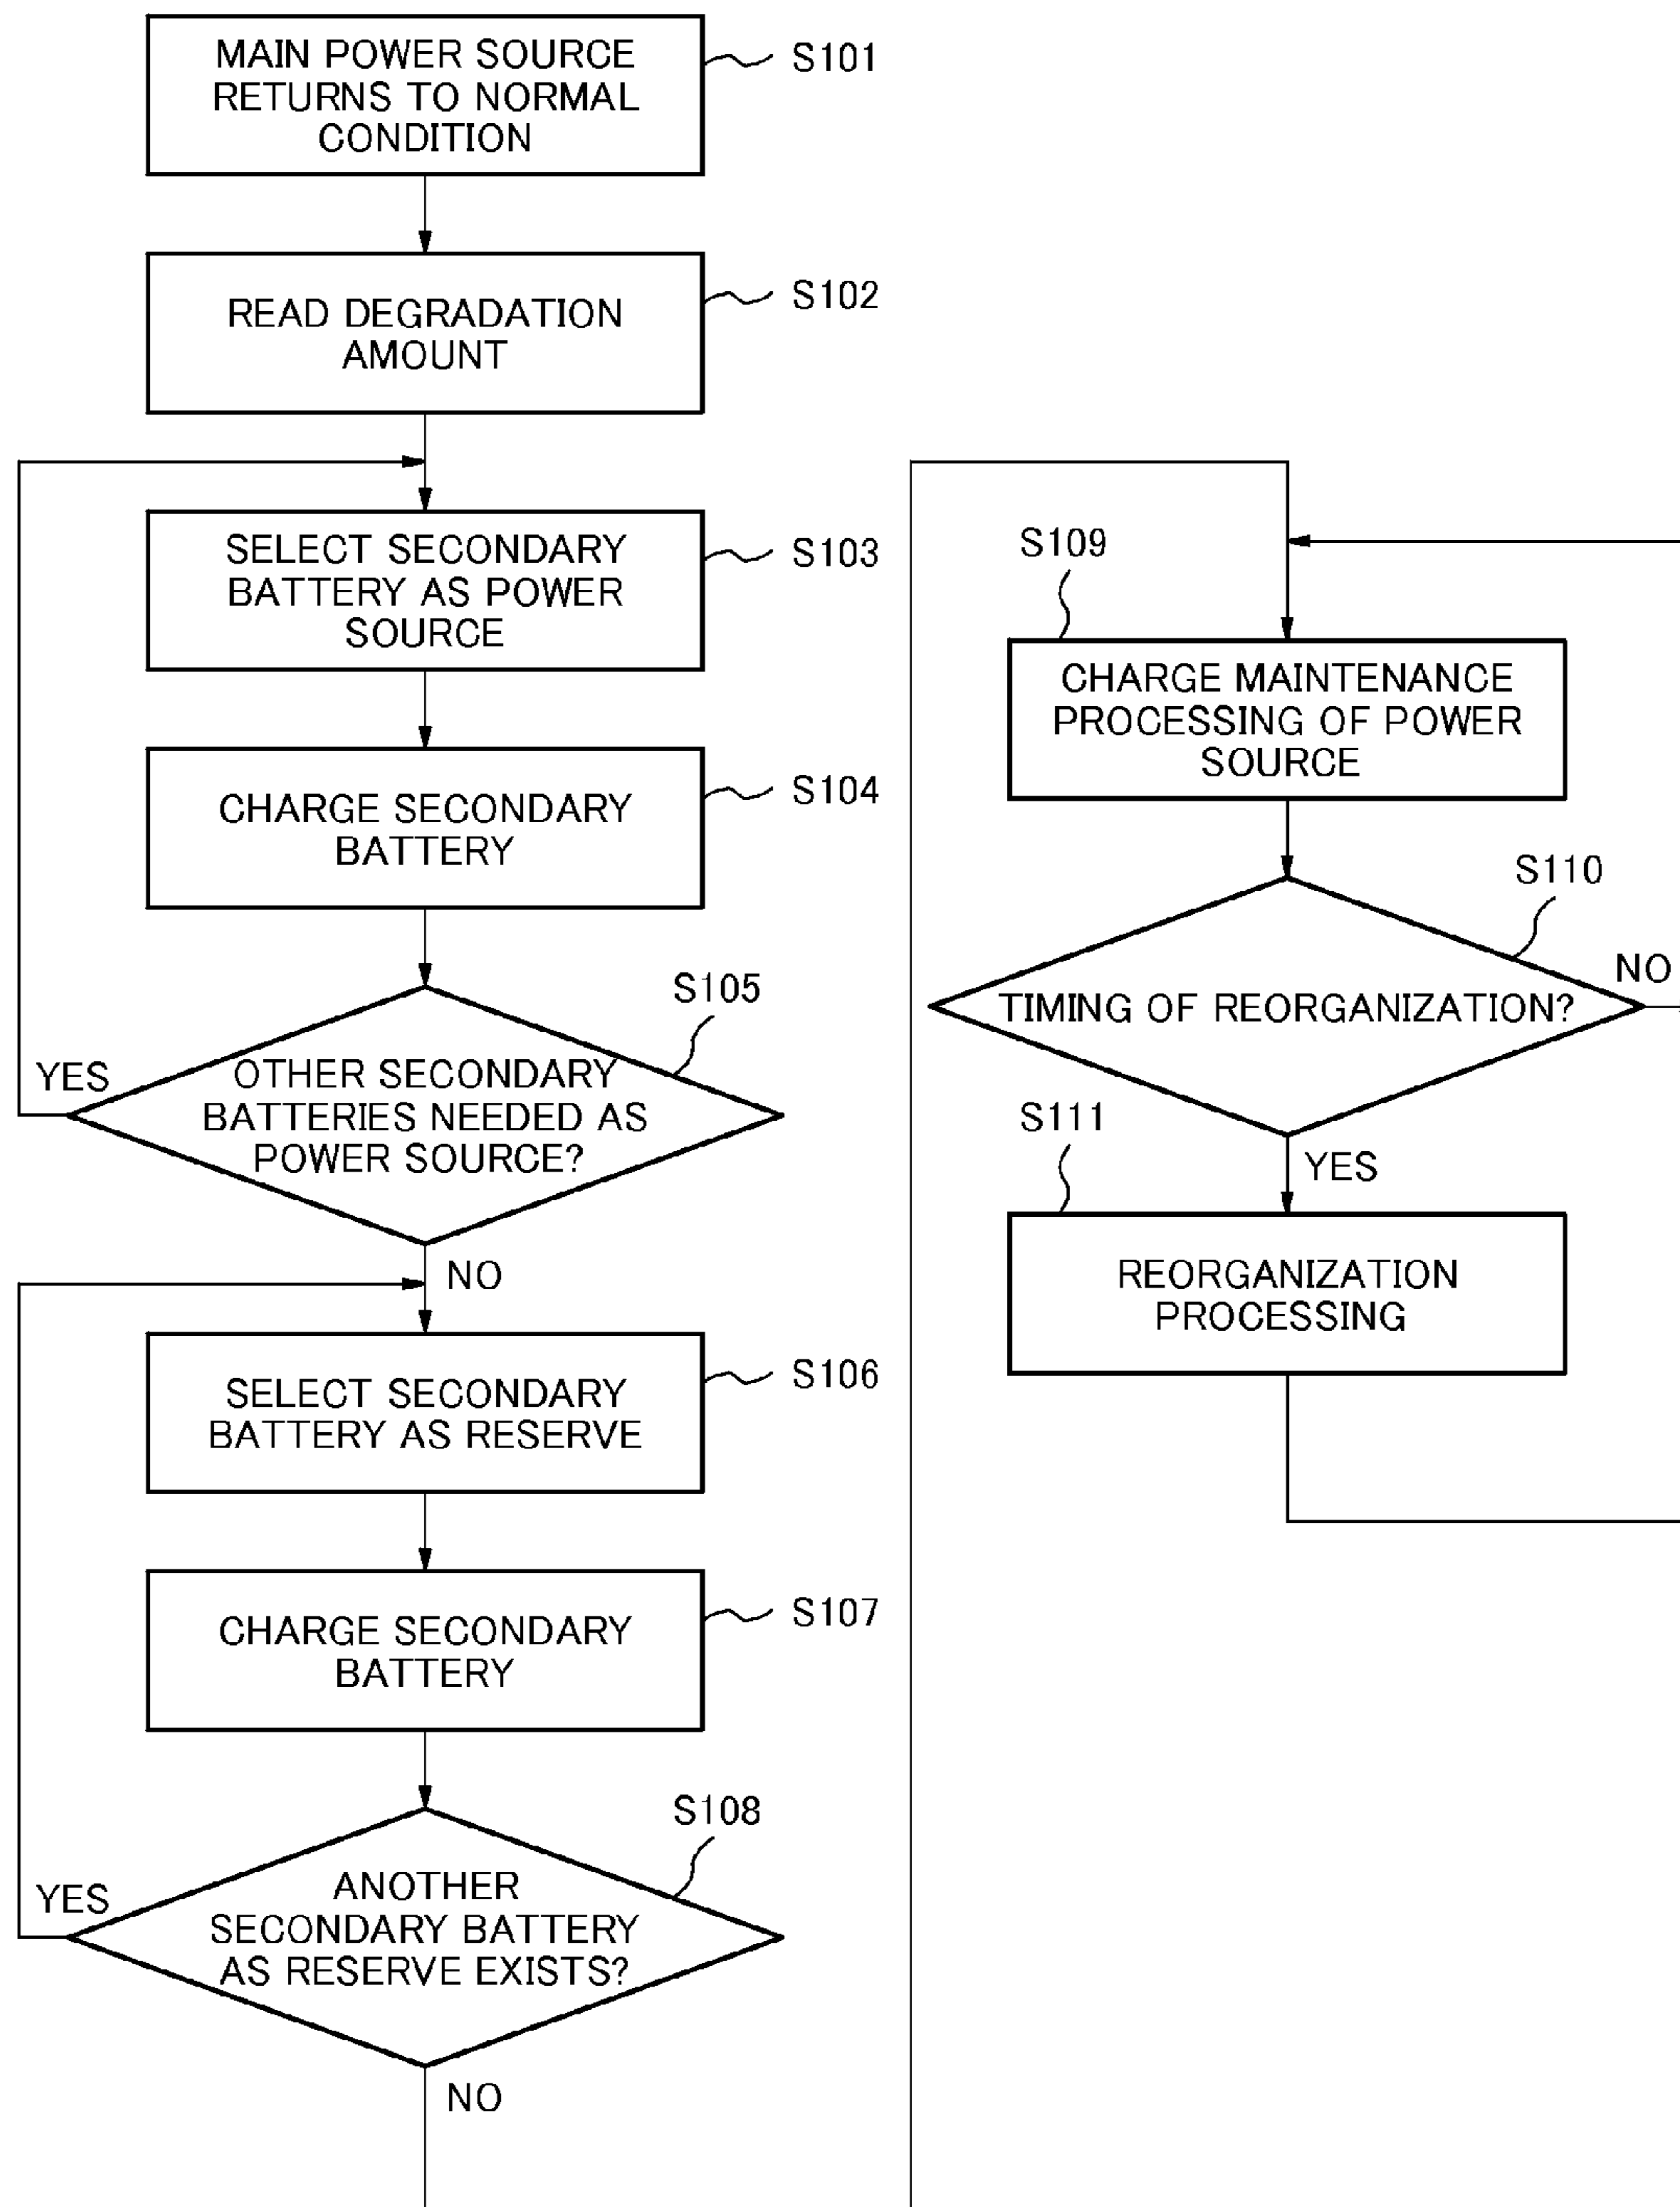 MAIN POWER SOURCE
RETURNS TO NORMAL
CONDITION
S101
READ DEGRADATION
AMOUNT
S102
SELECT SECONDARY
BATTERY AS POWER
SOURCE
S103
CHARGE SECONDARY
BATTERY
S104
OTHER SECONDARY
BATTERIES NEEDED AS
POWER SOURCE?
S105
YES
NO
SELECT SECONDARY
BATTERY AS RESERVE
S106
CHARGE SECONDARY
BATTERY
S107
ANOTHER
SECONDARY BATTERY
AS RESERVE EXISTS?
S108
YES
NO
S109
CHARGE MAINTENANCE
PROCESSING OF POWER
SOURCE
S110
TIMING OF REORGANIZATION?
NO
YES
S111
REORGANIZATION
PROCESSING